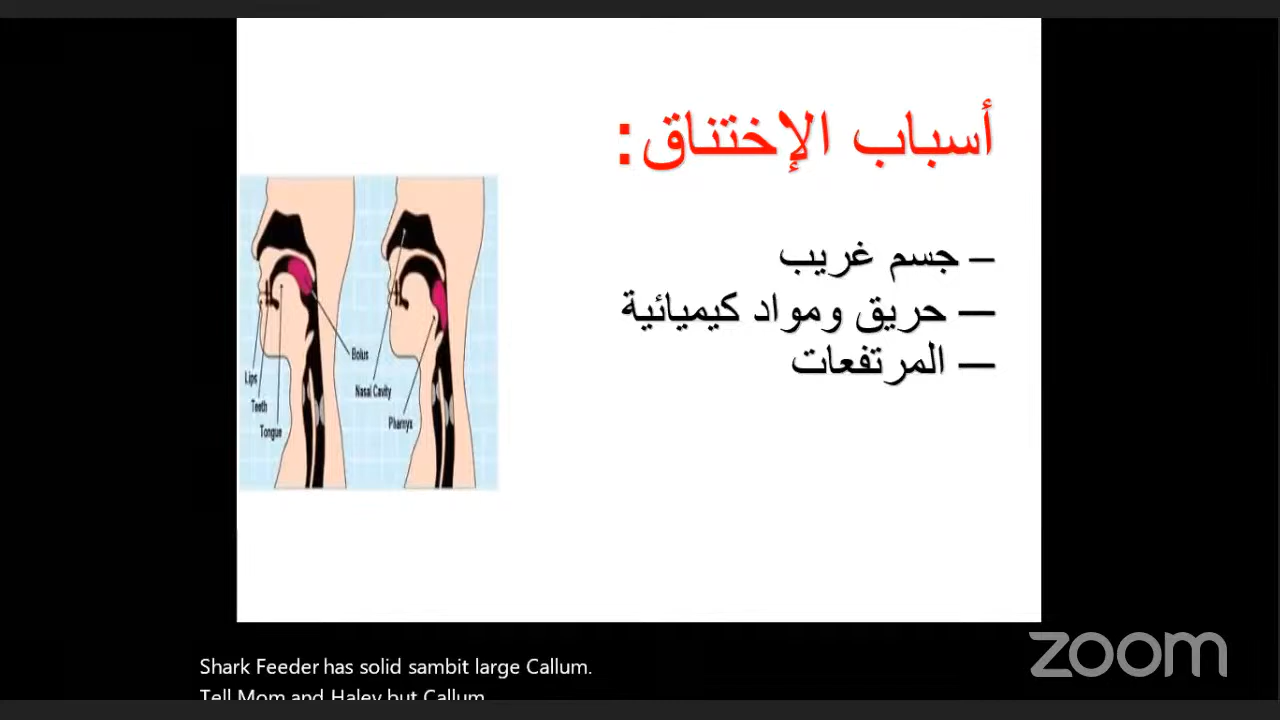 أسباب الإختناق:
– جسم غريب
— حريق ومواد كيميائية
— المرتفعات
Bolus
Lips
Nasal Cavity
Teeth
Pharnyx
Tongue
zoom
Shark Feeder has solid sambit large Callum.
Tell Mom and Haley but Callum